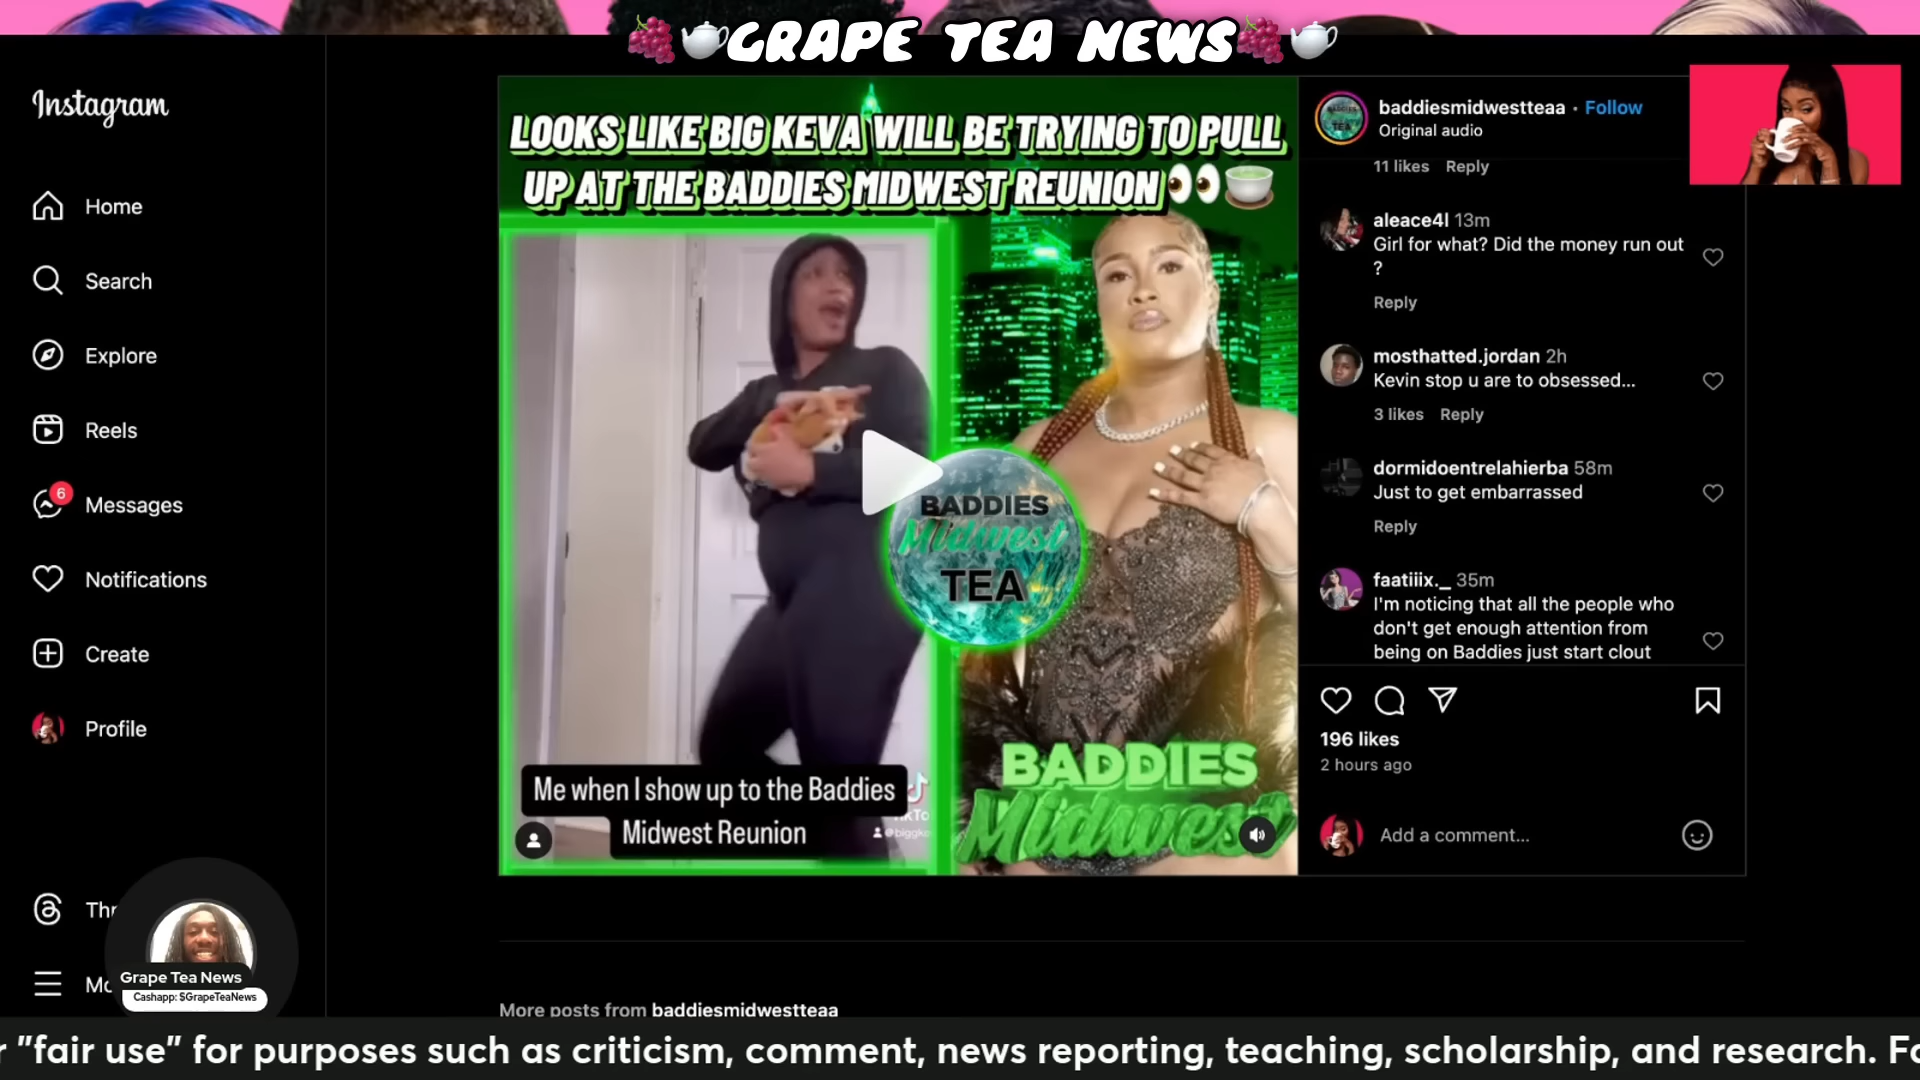 GRAPE TEA NEWS
Instagram
Home
Search
Explore
Reels
6
Messages
Notifications
Create
Profile
Grape Tea News
Cashapp: $GrapeTeaNews
LOOKS LIKE BIG KEVA WILL BE TRYING TO PULL
UP AT THE BADDIES MIDWEST REUNION
BADDIES
Midwest
TEA
Me when I show up to the Baddies
Midwest Reunion
BADDIES
Midwest
baddiesmidwestteaa • Follow
Original audio
11 likes Reply
aleace4l 13m
Girl for what? Did the money run out
?
Reply
mosthatted.jordan 2h
Kevin stop u are to obsessed...
3 likes Reply
dormidoentrelahierba 58m
Just to get embarrassed
Reply
faatiiix._ 35m
I'm noticing that all the people who
don't get enough attention from
being on Baddies just start clout
196 likes
2 hours ago
Add a comment...
More posts from baddiesmidwestteaa
"fair use" for purposes such as criticism, comment, news reporting, teaching, scholarship, and research.